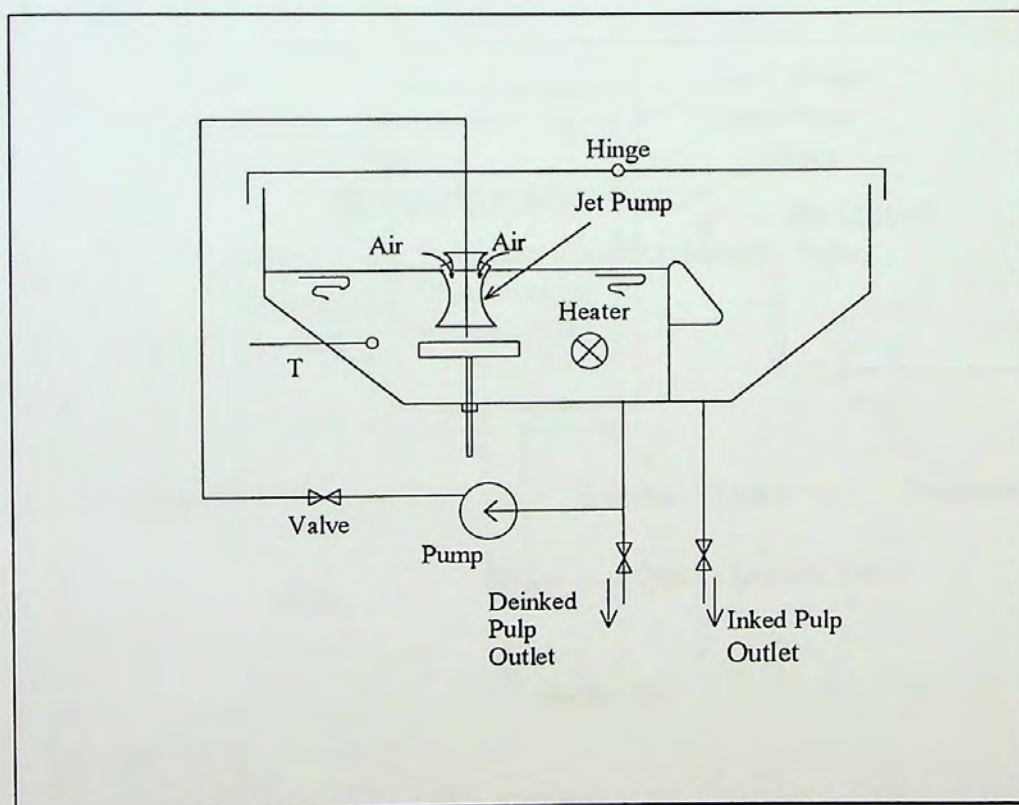 Hinge
Jet Pump
Air
Air
Heater
T
Valve
Pump
Deinked
Pulp
Outlet
Inked Pulp
Outlet